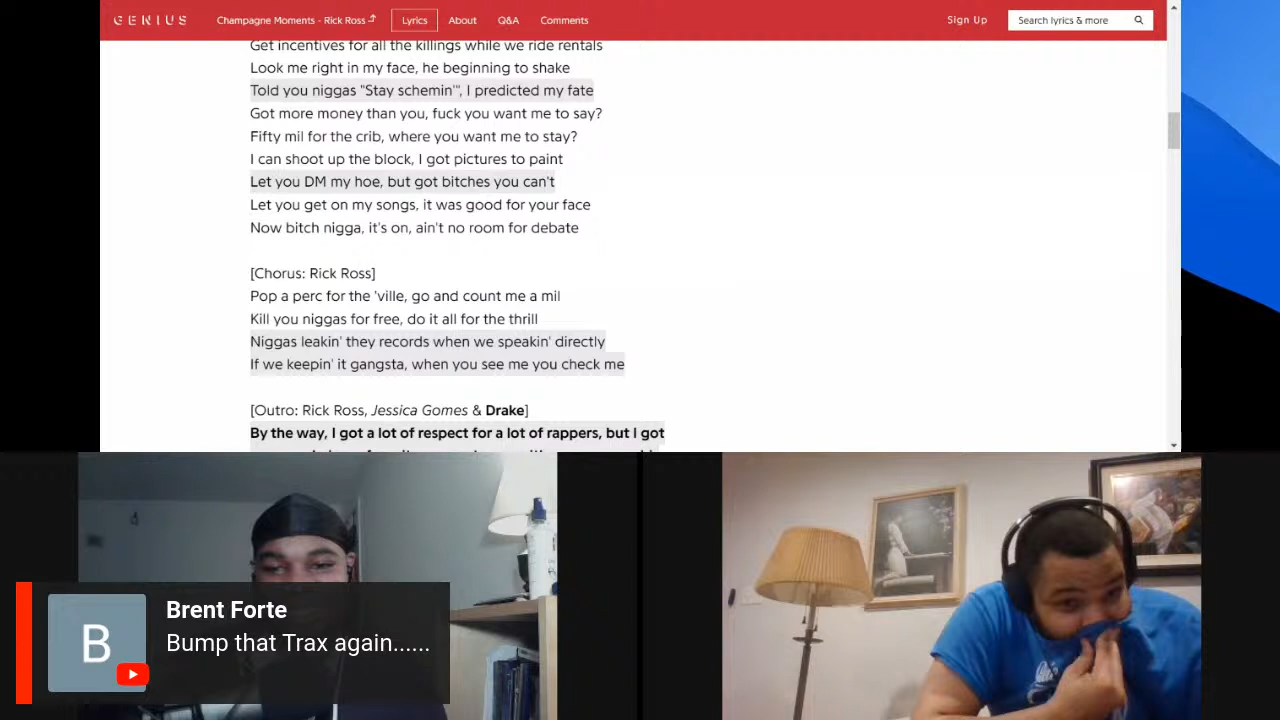 GENIUS
Champagne Moments - Rick Ross Lyrics About Q&A Comments Sign Up Search lyrics & more
Get incentives for all the killings while we ride rentals
Look me right in my face, he beginning to shake
Told you niggas "Stay schemin'", I predicted my fate
Got more money than you, fuck you want me to say?
Fifty mil for the crib, where you want me to stay?
I can shoot up the block, I got pictures to paint
Let you DM my hoe, but got bitches you can't
Let you get on my songs, it was good for your face
Now bitch nigga, it's on, ain't no room for debate
[Chorus: Rick Ross]
Pop a perc for the 'ville, go and count me a mil
Kill you niggas for free, do it all for the thrill
Niggas leakin' they records when we speakin' directly
If we keepin' it gangsta, when you see me you check me
[Outro: Rick Ross, Jessica Gomes & Drake]
By the way, I got a lot of respect for a lot of rappers, but I got
B
Brent Forte
Bump that Trax again......